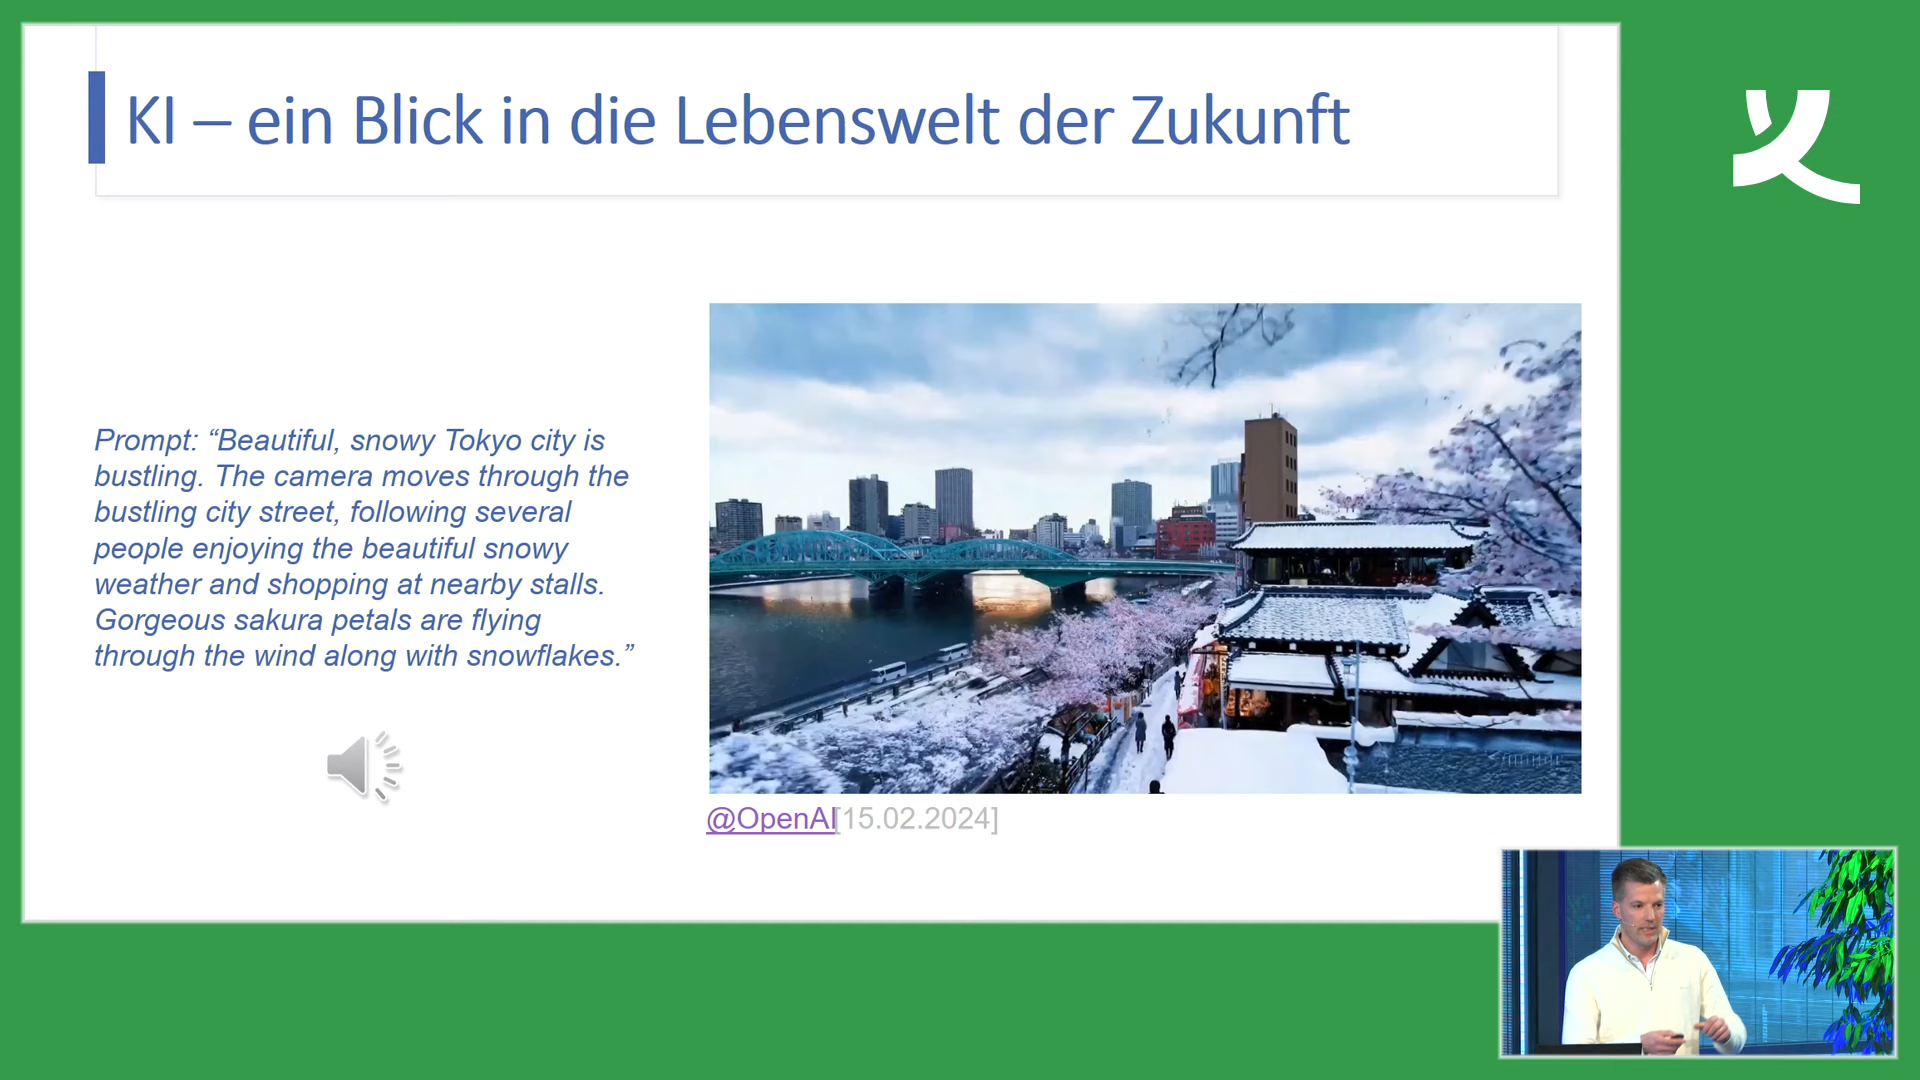 KI – ein Blick in die Lebenswelt der Zukunft
Prompt: “Beautiful, snowy Tokyo city is
bustling. The camera moves through the
bustling city street, following several
people enjoying the beautiful snowy
weather and shopping at nearby stalls.
Gorgeous sakura petals are flying
through the wind along with snowflakes.”
@OpenAI[15.02.2024]